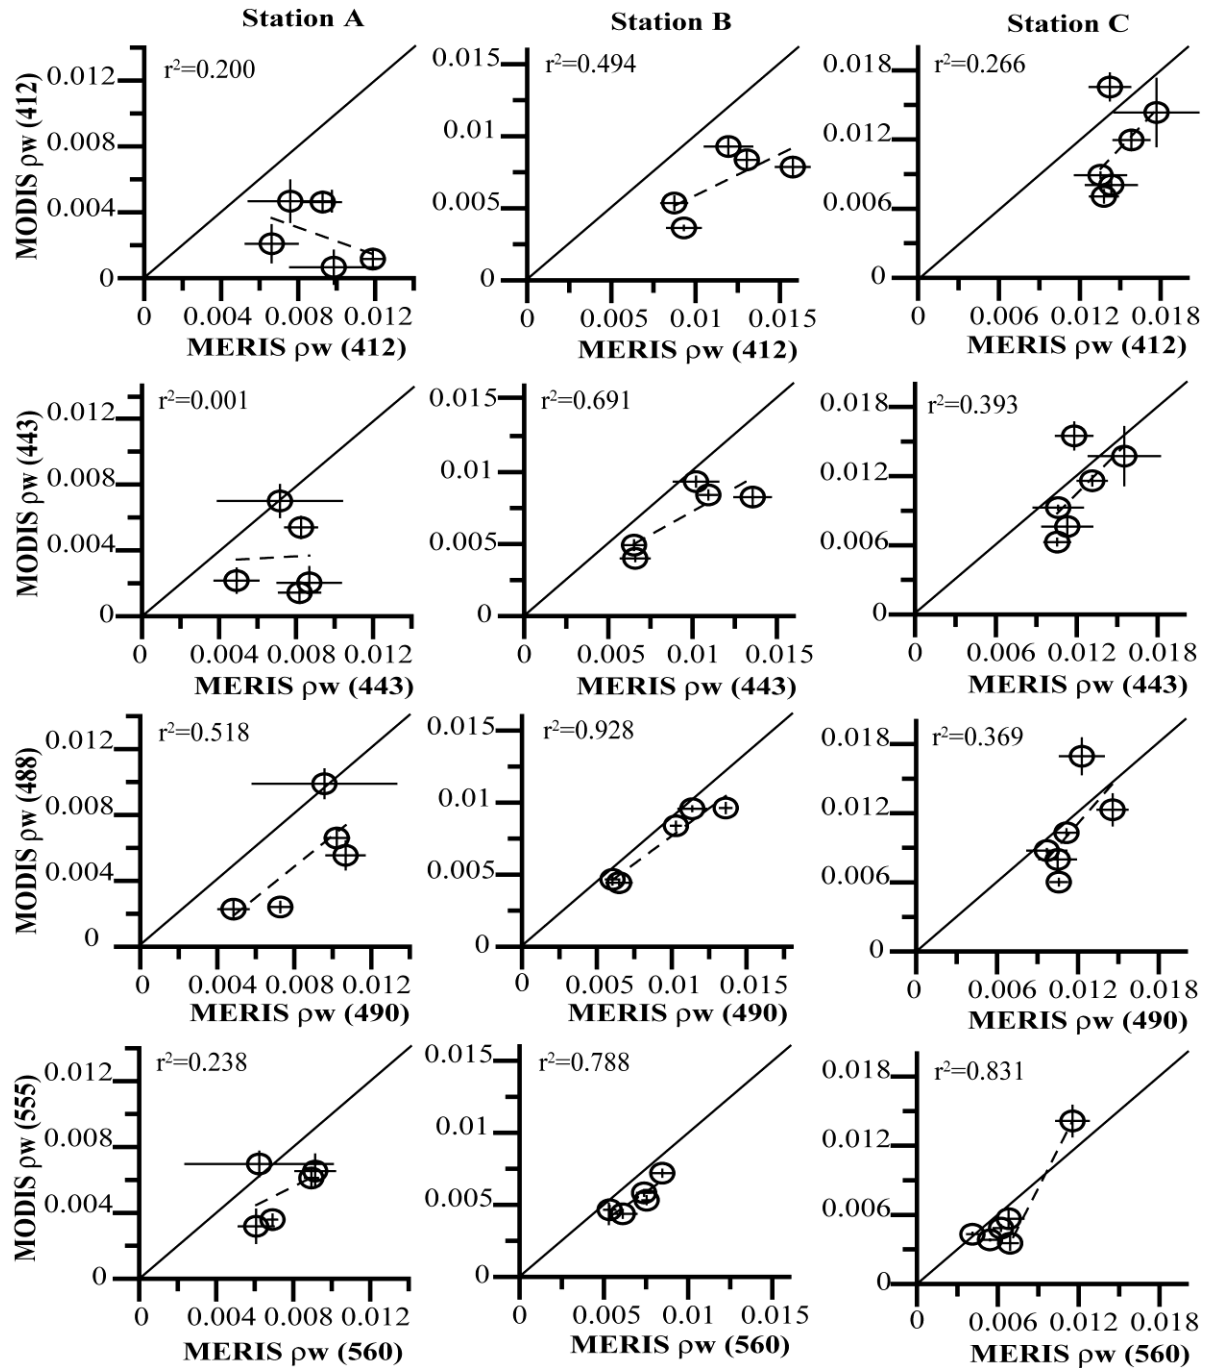 Station A
Station B
Station C
r²=0.200
0.012
0.008
0.004
0
0 0.004 0.008 0.012
MODIS ρw (412)
MERIS ρw (412)
r²=0.494
0.015
0.01
0.005
0
0 0.005 0.01 0.015
MERIS ρw (412)
r²=0.266
0.018
0.012
0.006
0
0 0.006 0.012 0.018
MERIS ρw (412)
r²=0.001
0.012
0.008
0.004
0
0 0.004 0.008 0.012
MODIS ρw (443)
MERIS ρw (443)
r²=0.691
0.015
0.01
0.005
0
0 0.005 0.01 0.015
MERIS ρw (443)
r²=0.393
0.018
0.012
0.006
0
0 0.006 0.012 0.018
MERIS ρw (443)
r²=0.518
0.012
0.008
0.004
0
0 0.004 0.008 0.012
MODIS ρw (488)
MERIS ρw (490)
r²=0.928
0.015
0.01
0.005
0
0 0.005 0.01 0.015
MERIS ρw (490)
r²=0.369
0.018
0.012
0.006
0
0 0.006 0.012 0.018
MERIS ρw (490)
r²=0.238
0.012
0.008
0.004
0
0 0.004 0.008 0.012
MODIS ρw (555)
MERIS ρw (560)
r²=0.788
0.015
0.01
0.005
0
0 0.005 0.01 0.015
MERIS ρw (560)
r²=0.831
0.018
0.012
0.006
0
0 0.006 0.012 0.018
MERIS ρw (560)